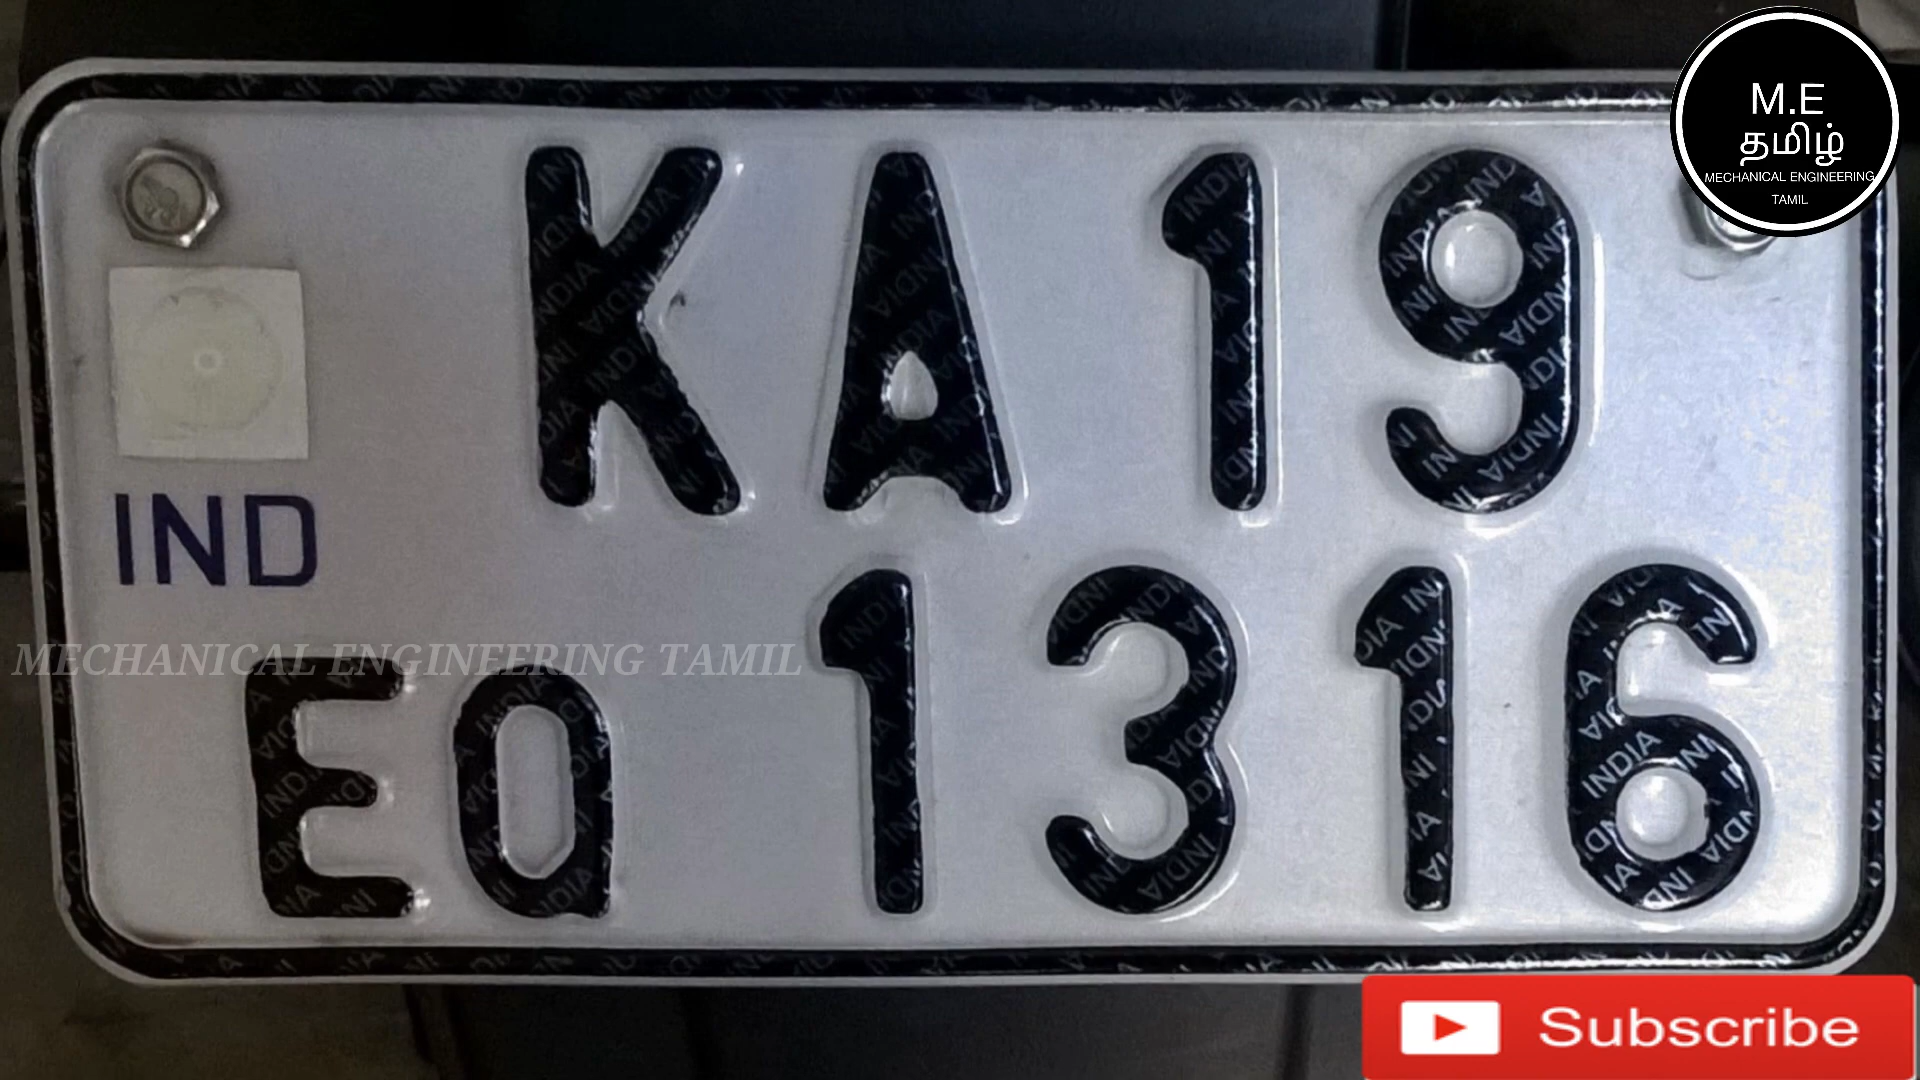 M.E
தமிழ்
MECHANICAL ENGINEERING
TAMIL
KA 19
IND
EQ 1316
MECHANICAL ENGINEERING TAMIL
Subscribe